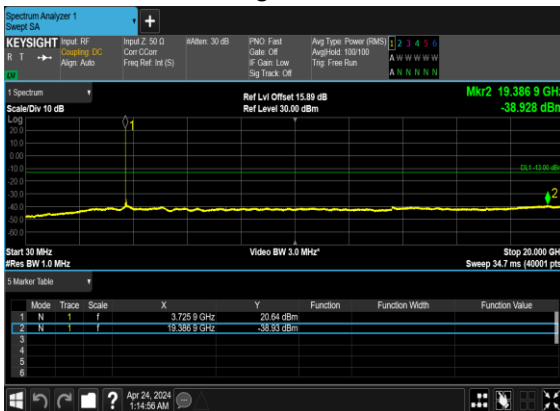 Spectrum Analyzer 1
Swept SA
+
KEYSIGHT Input: RF Input Z: 50 Ω #Atten: 30 dB PNO: Fast Avg Type: Power (RMS) 1 2 3 4 5 6
R T Coupling: DC Corr CCorr Gate: Off Avg|Hold: 100/100 A W W W W W
Align: Auto Freq Ref: Int (S) IF Gain: Low Trig: Free Run
Sig Track: Off A N N N N N
1 Spectrum Ref Lvl Offset 15.89 dB Mkr2 19.386 9 GHz
Scale/Div 10 dB Ref Level 30.00 dBm -38.928 dBm
Log
20.0
10.0
0.00
-10.0
-20.0
-30.0
-40.0
-50.0
-60.0
1
DL1 -13.00 dBm
2
Start 30 MHz Video BW 3.0 MHz* Stop 20.000 GH
#Res BW 1.0 MHz Sweep 34.7 ms (40001 pts
5 Marker Table
Mode Trace Scale X Y Function Function Width Function Value
1 N 1 f 3.725 9 GHz 20.64 dBm
2 N 1 f 19.386 9 GHz -38.93 dBm
3
4
5
6
? Apr 24, 2024
1:14:56 AM